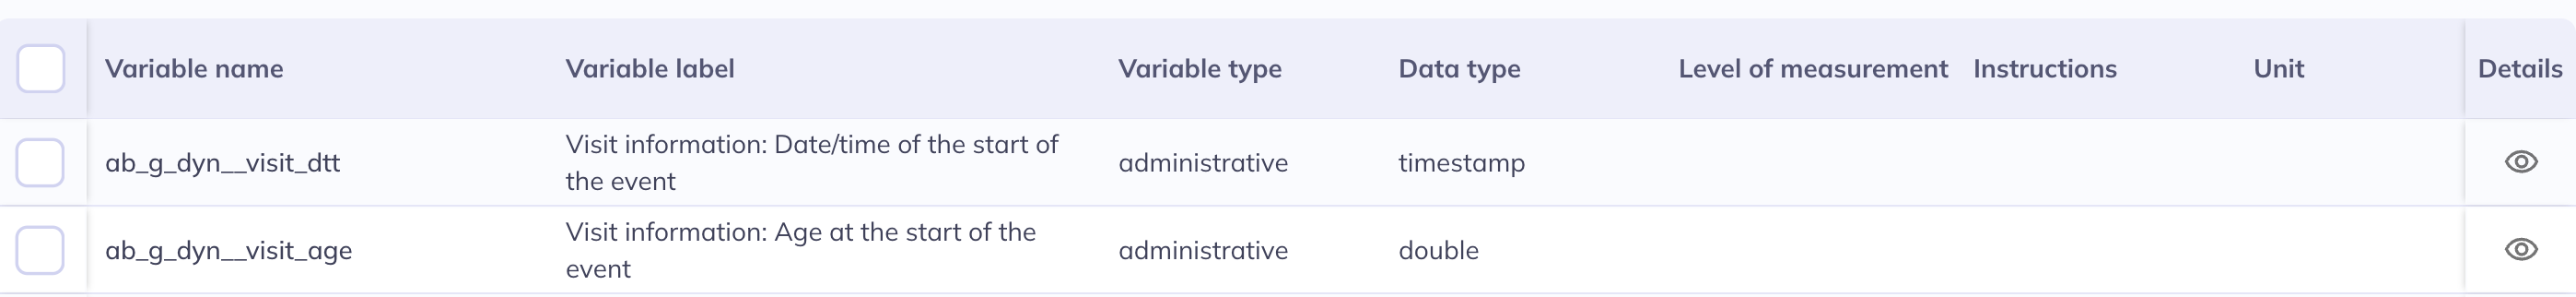 Variable name Variable label Variable type Data type Level of measurement Instructions Unit Details
ab_g_dyn__visit_dtt Visit information: Date/time of the start of administrative timestamp
the event
ab_g_dyn__visit_age Visit information: Age at the start of the administrative double
event